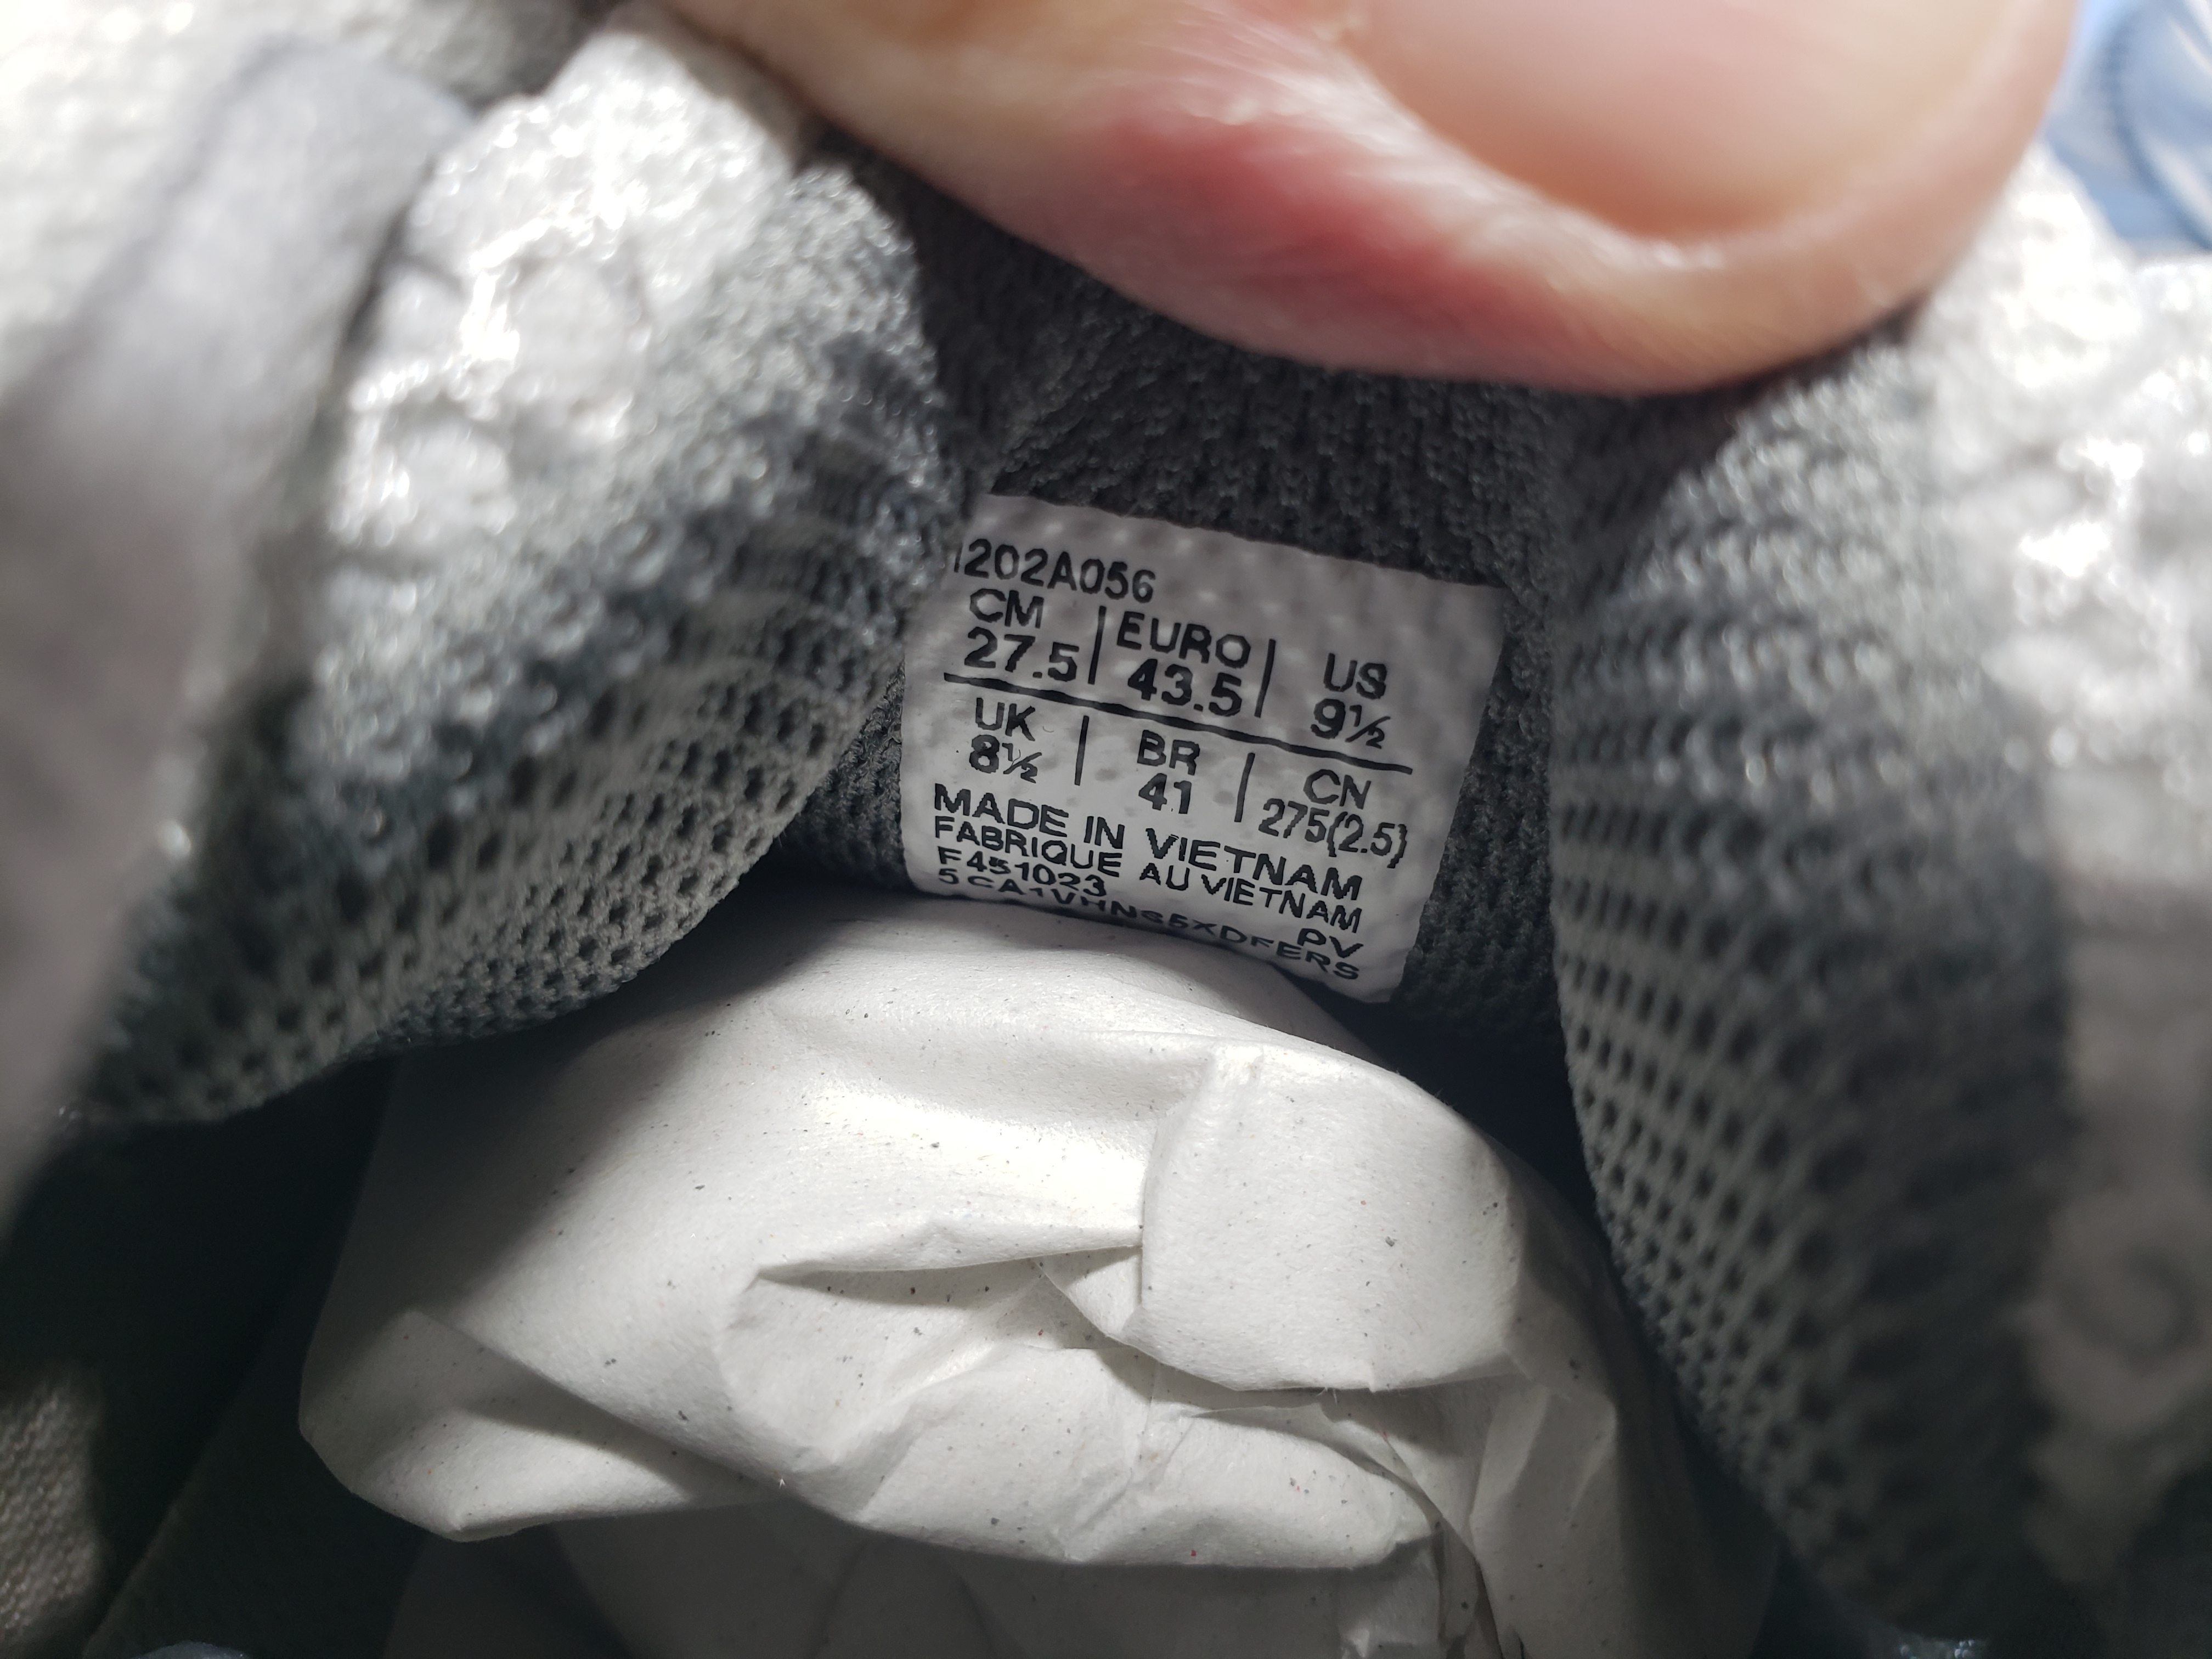 1202A056
CM | EURO | US
27.5 | 43.5 | 9½
UK | BR | CN
8½ | 41 | 275(2.5)
MADE IN VIETNAM
FABRIQUE AU VIETNAM
F451023 PV